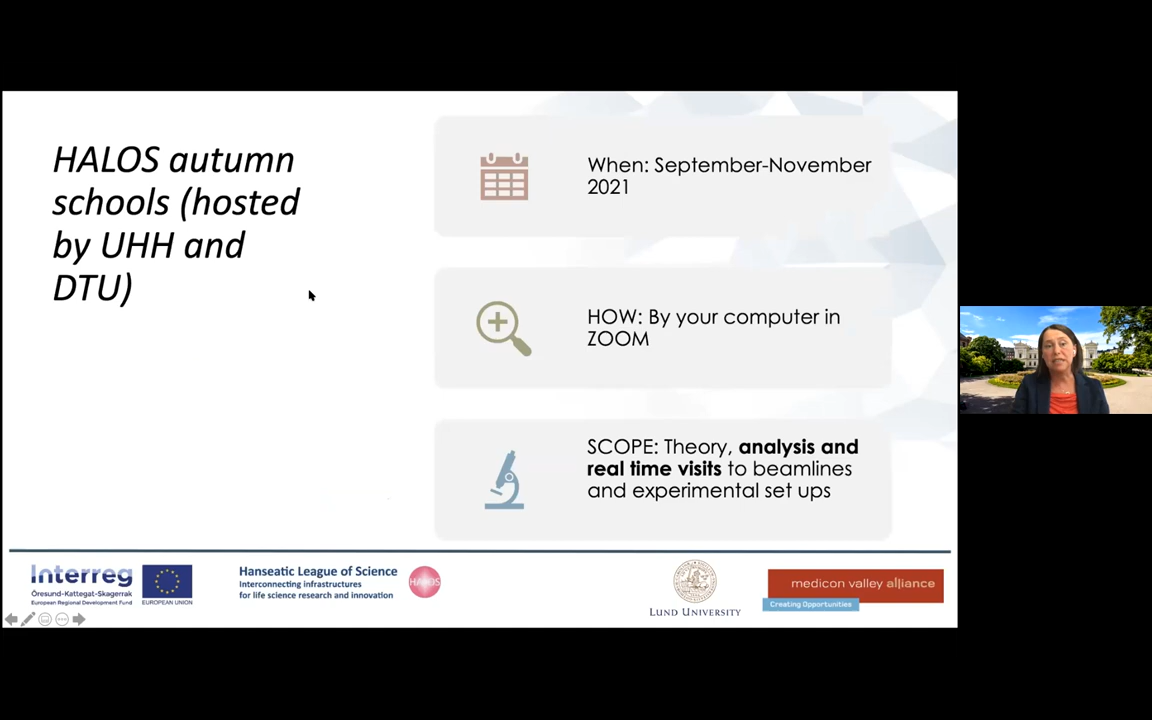 HALOS autumn
schools (hosted
by UHH and
DTU)
When: September-November
2021
HOW: By your computer in
ZOOM
SCOPE: Theory, analysis and
real time visits to beamlines
and experimental set ups
Interreg
Öresund-Kattegat-Skagerrak
European Regional Development Fund
EUROPEAN UNION
Hanseatic League of Science
Interconnecting infrastructures
for life science research and innovation
HALOS
LUND UNIVERSITY
medicon valley alliance
Creating Opportunities